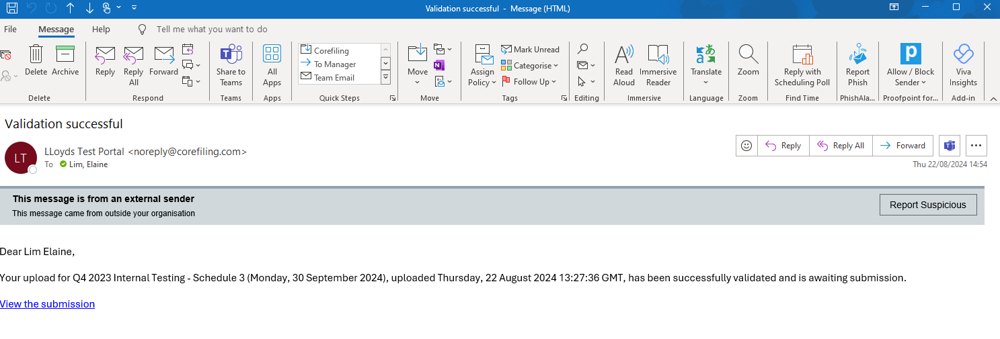 Validation successful - Message (HTML)
File Message Help Tell me what you want to do
Delete Archive
Reply Reply All Forward
Share to Teams
All Apps
Corefiling
To Manager
Team Email
Move
Assign Policy
Mark Unread
Categorise
Follow Up
Read Aloud
Immersive Reader
Translate
Zoom
Reply with Scheduling Poll
Report Phish
Allow / Block Sender
Viva Insights
Delete Respond Teams Apps Quick Steps Move Tags Editing Immersive Language Zoom Find Time PhishAla... Proofpoint for... Add-in
Validation successful
LT
LLoyds Test Portal <noreply@corefiling.com>
To Lim, Elaine
Reply Reply All Forward
Thu 22/08/2024 14:54
This message is from an external sender
This message came from outside your organisation
Report Suspicious
Dear Lim Elaine,
Your upload for Q4 2023 Internal Testing - Schedule 3 (Monday, 30 September 2024), uploaded Thursday, 22 August 2024 13:27:36 GMT, has been successfully validated and is awaiting submission.
View the submission